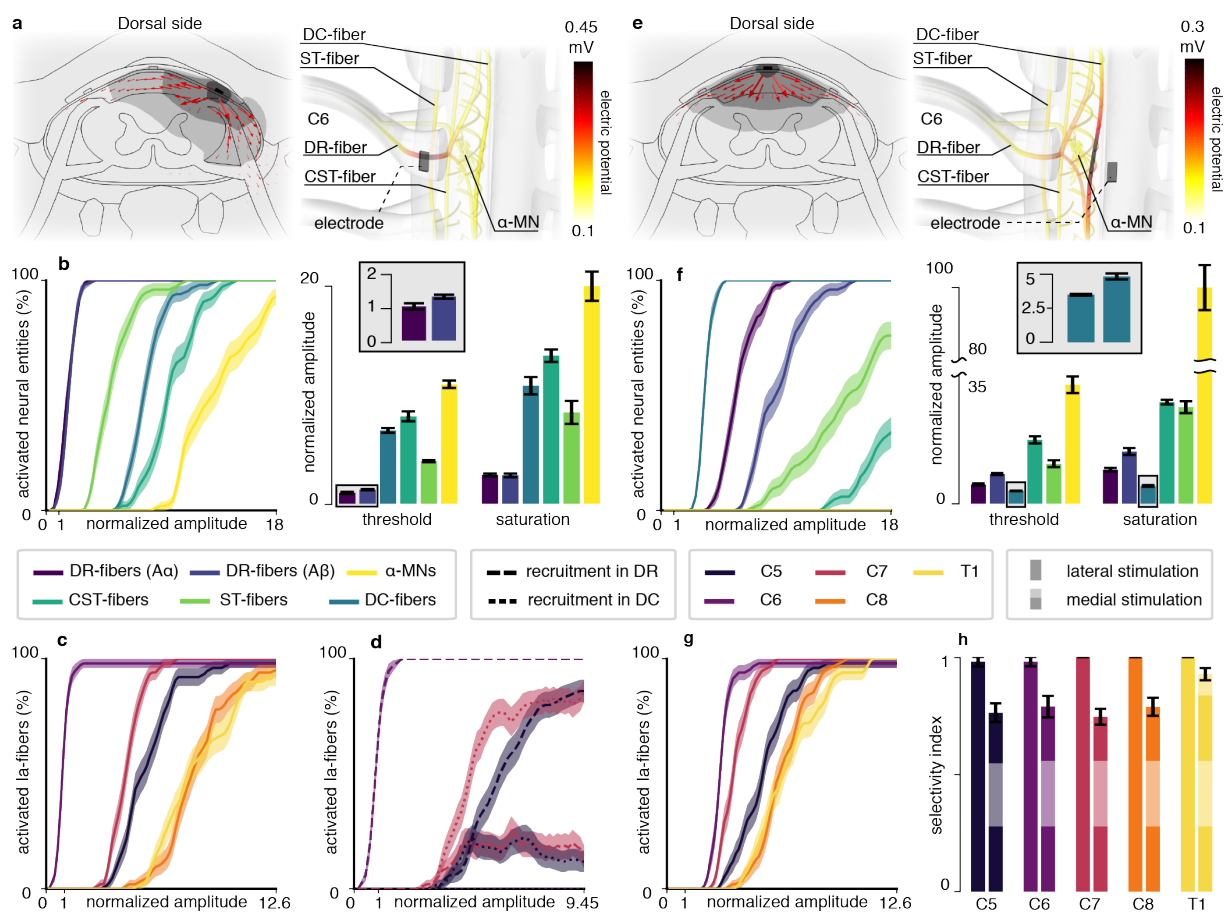 a
Dorsal side
DC-fiber
ST-fiber
C6
DR-fiber
CST-fiber
electrode
α-MN
0.45
mV
electric potential
0.1
e
Dorsal side
DC-fiber
ST-fiber
C6
DR-fiber
CST-fiber
electrode
α-MN
0.3
mV
electric potential
0.1
b
100
activated neural entities (%)
0
0 1 normalized amplitude 18
20
normalized amplitude
0
2
1
0
threshold saturation
f
100
activated neural entities (%)
0
0 1 normalized amplitude 18
100
80
35
normalized amplitude
0
5
2.5
0
threshold saturation
DR-fibers (Aα) DR-fibers (Aβ) α-MNs
CST-fibers ST-fibers DC-fibers
recruitment in DR
recruitment in DC
C5 C7 T1
C6 C8
lateral stimulation
medial stimulation
c
100
activated Ia-fibers (%)
0
0 1 normalized amplitude 12.6
d
100
activated Ia-fibers (%)
0
0 1 normalized amplitude 9.45
g
100
activated Ia-fibers (%)
0
0 1 normalized amplitude 12.6
h
1
selectivity index
0
C5 C6 C7 C8 T1